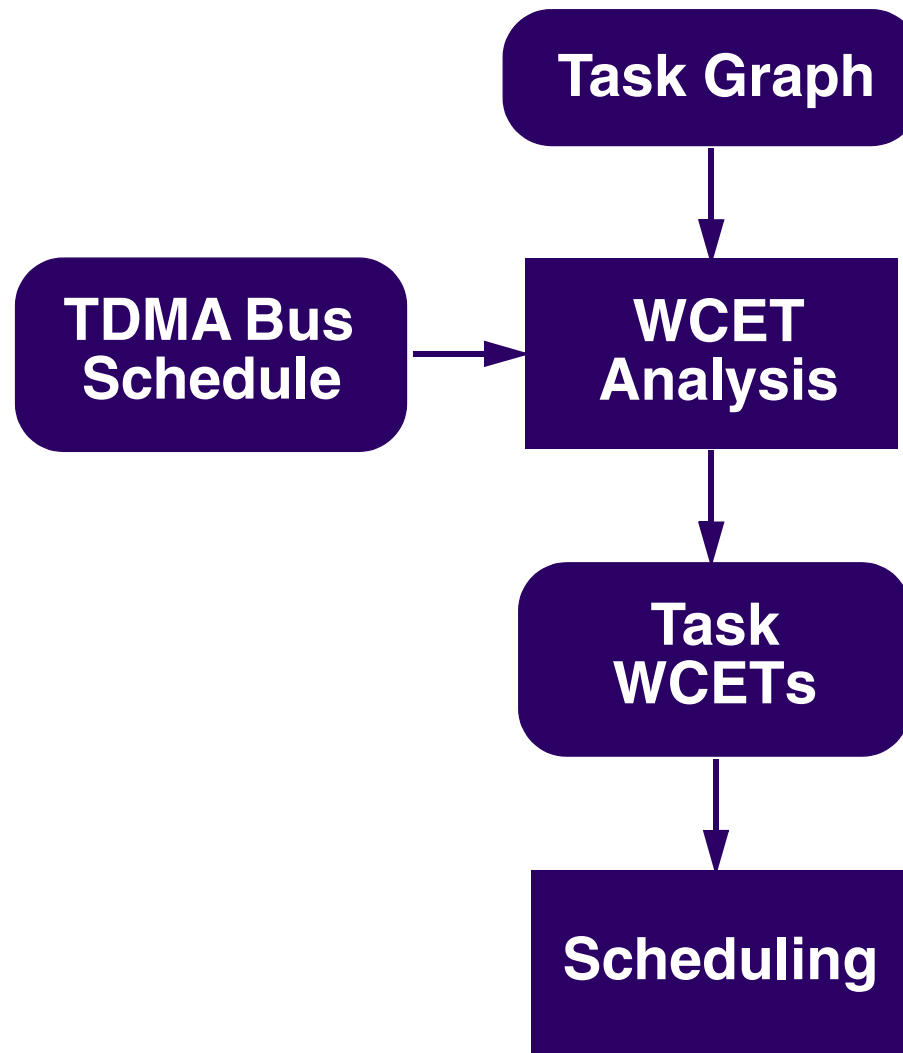 Task Graph
TDMA Bus
Schedule
WCET
Analysis
Task
WCETs
Scheduling